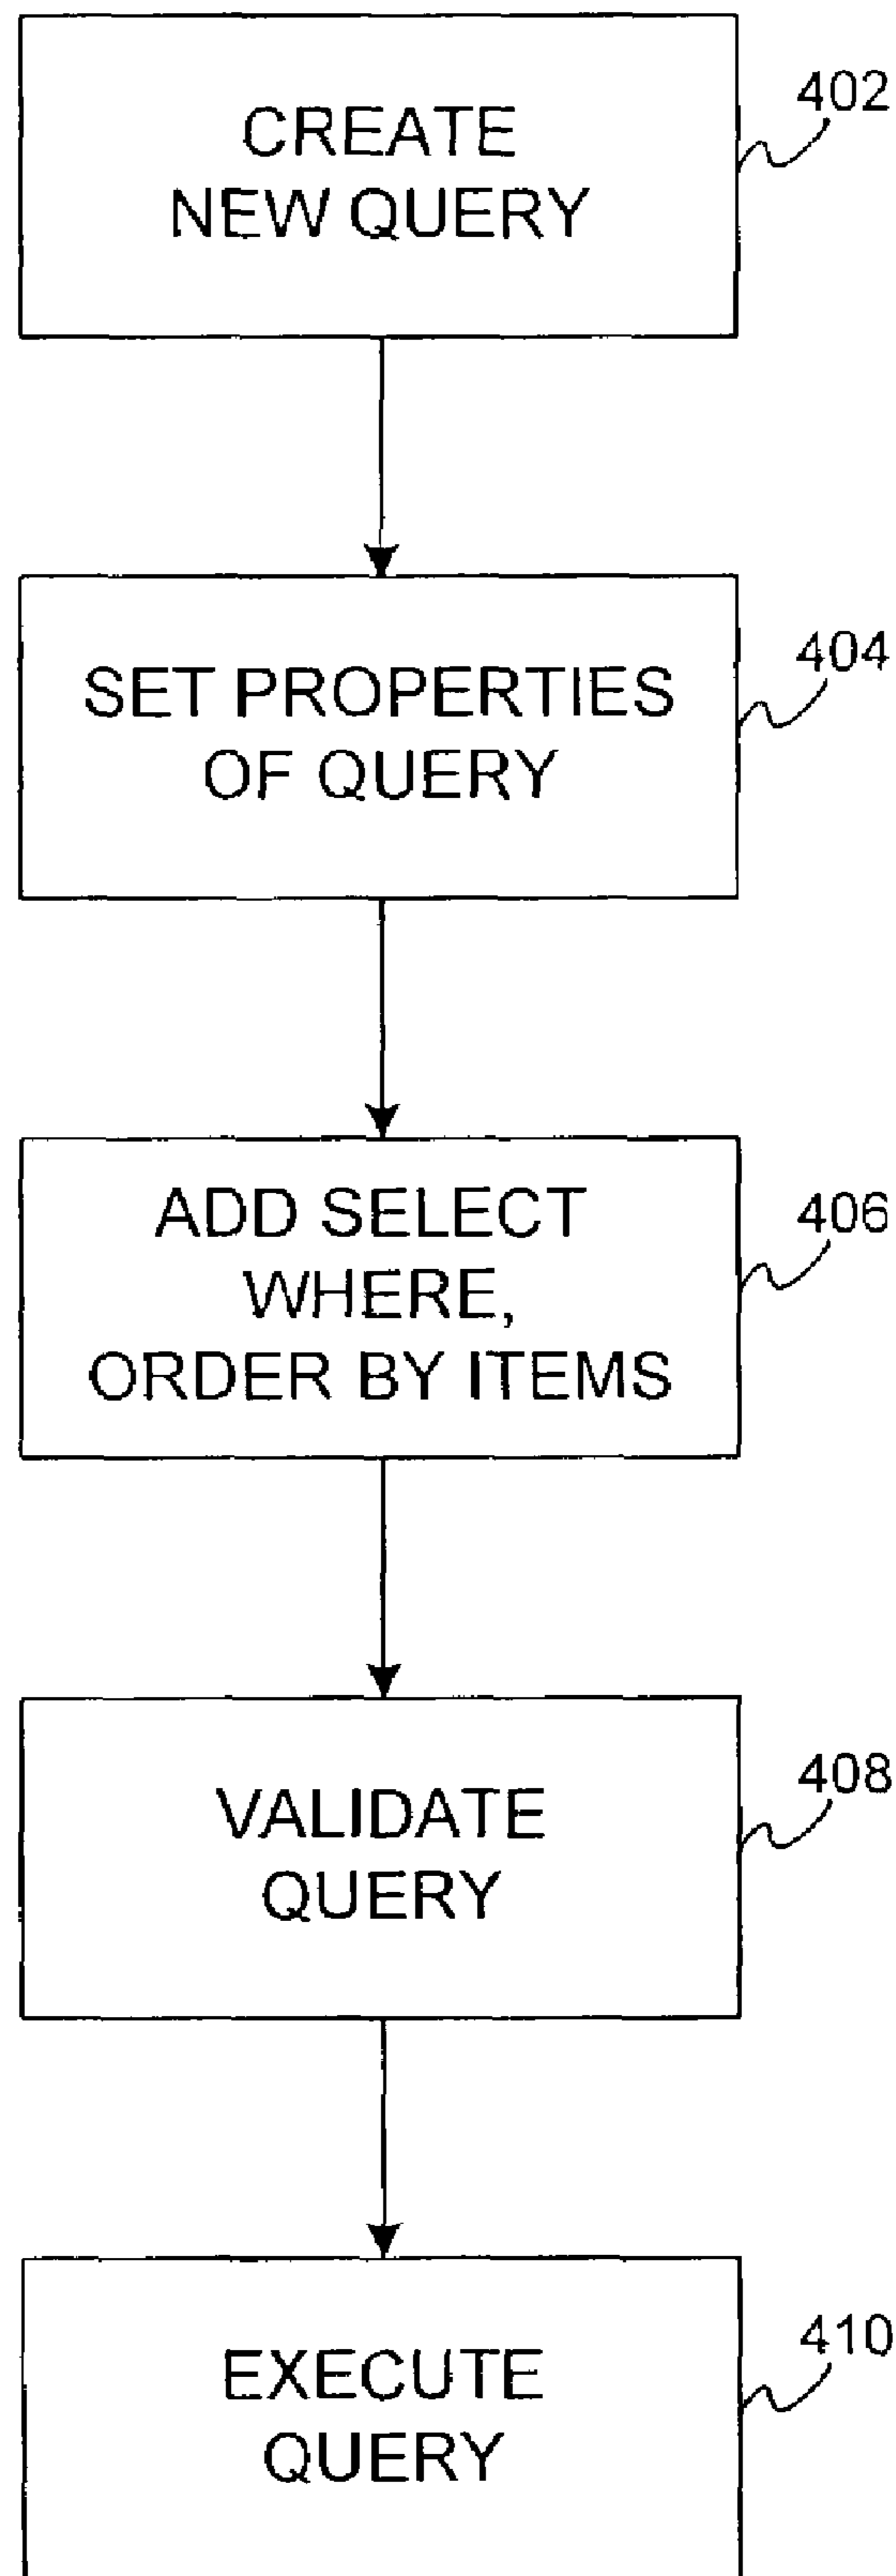 CREATE
NEW QUERY
402
SET PROPERTIES
OF QUERY
404
ADD SELECT
WHERE,
ORDER BY ITEMS
406
VALIDATE
QUERY
408
EXECUTE
QUERY
410